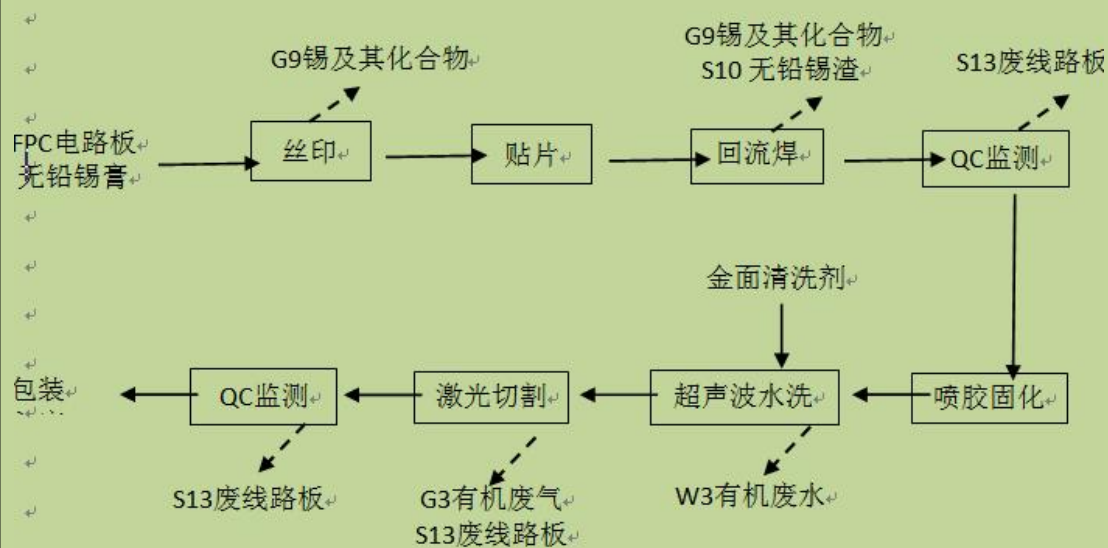 G9锡及其化合物
G9锡及其化合物
S10 无铅锡渣
S13废线路板
FPC电路板
无铅锡膏
丝印
贴片
回流焊
QC监测
金面清洗剂
包装
QC监测
激光切割
超声波水洗
喷胶固化
S13废线路板
G3有机废气
S13废线路板
W3有机废水